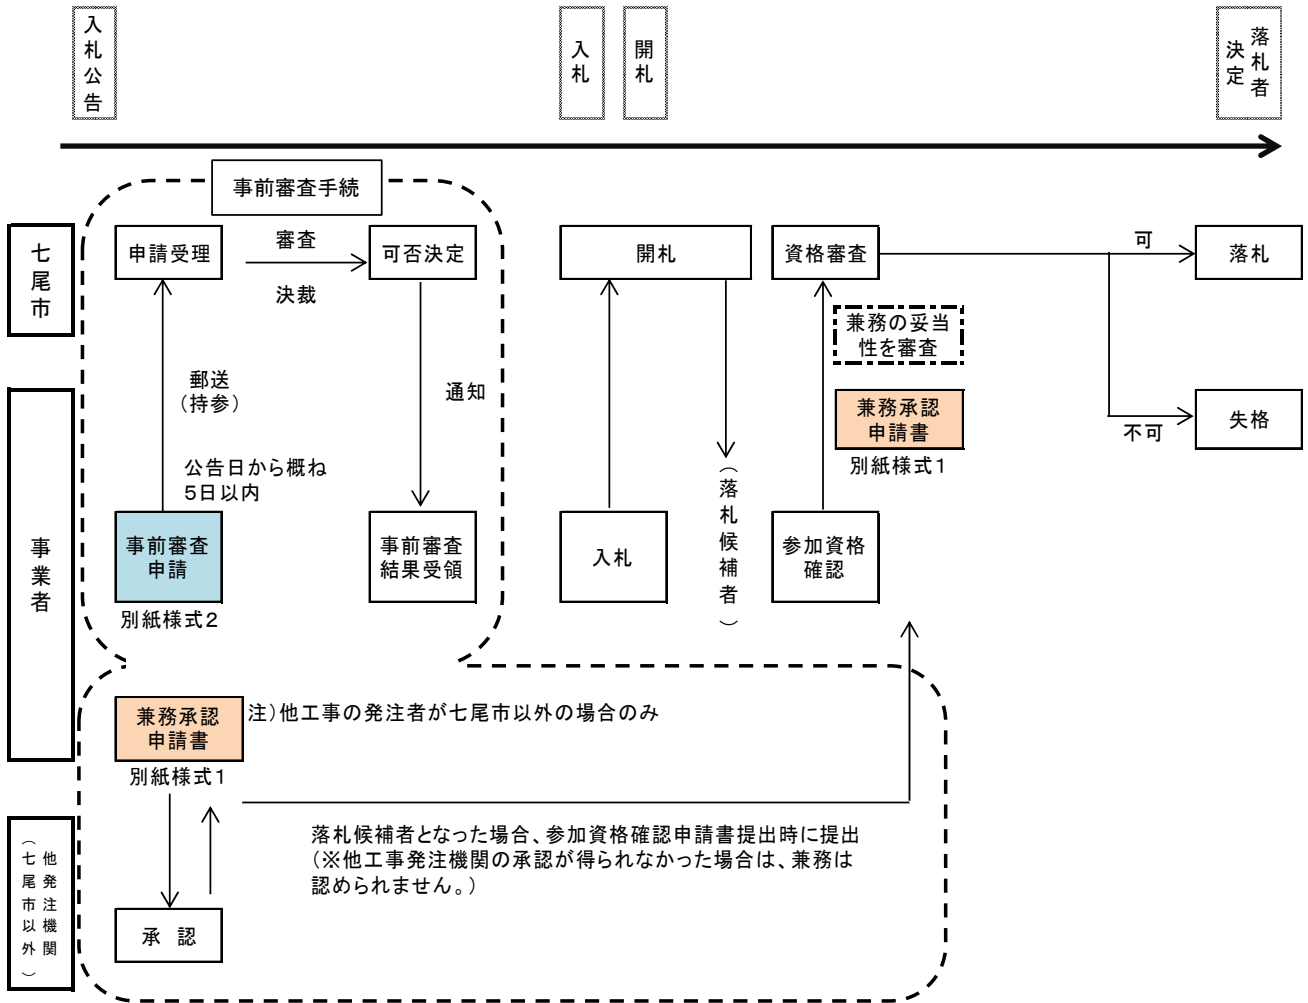 入札公告
入札
開札
落札者
決定
事前審査手続
七尾市
申請受理
審査
決裁
可否決定
開札
資格審査
可
落札
兼務の妥当
性を審査
郵送
(持参)
通知
兼務承認
申請書
別紙様式1
不可
失格
公告日から概ね
5日以内
事業者
事前審査
申請
別紙様式2
事前審査
結果受領
入札
(落札候補者)
参加資格
確認
兼務承認
申請書
別紙様式1
注)他工事の発注者が七尾市以外の場合のみ
落札候補者となった場合、参加資格確認申請書提出時に提出
(※他工事発注機関の承認が得られなかった場合は、兼務は
認められません。)
他発注機関
(七尾市以外)
承 認